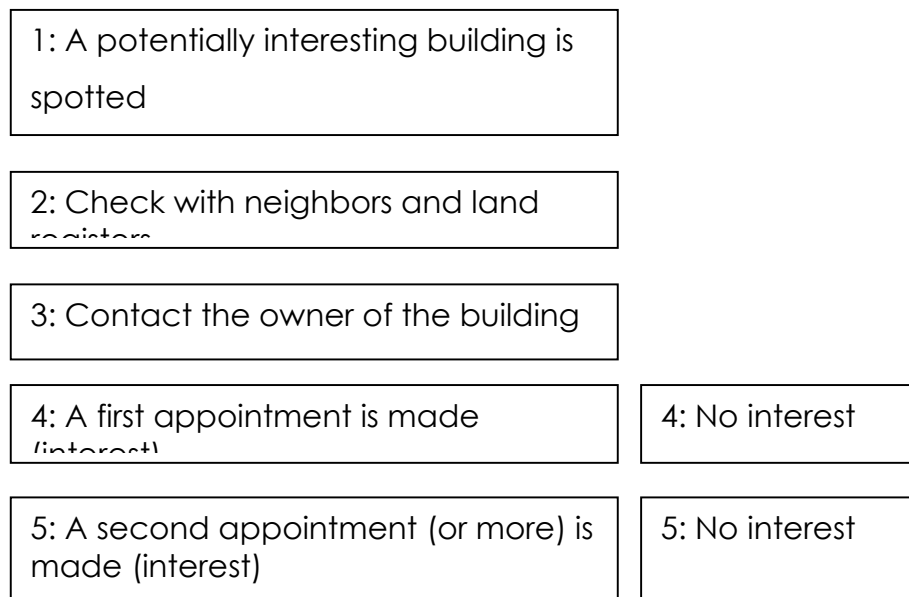 1: A potentially interesting building is
spotted
2: Check with neighbors and land
registers
3: Contact the owner of the building
4: A first appointment is made
(interest)
4: No interest
5: A second appointment (or more) is
made (interest)
5: No interest